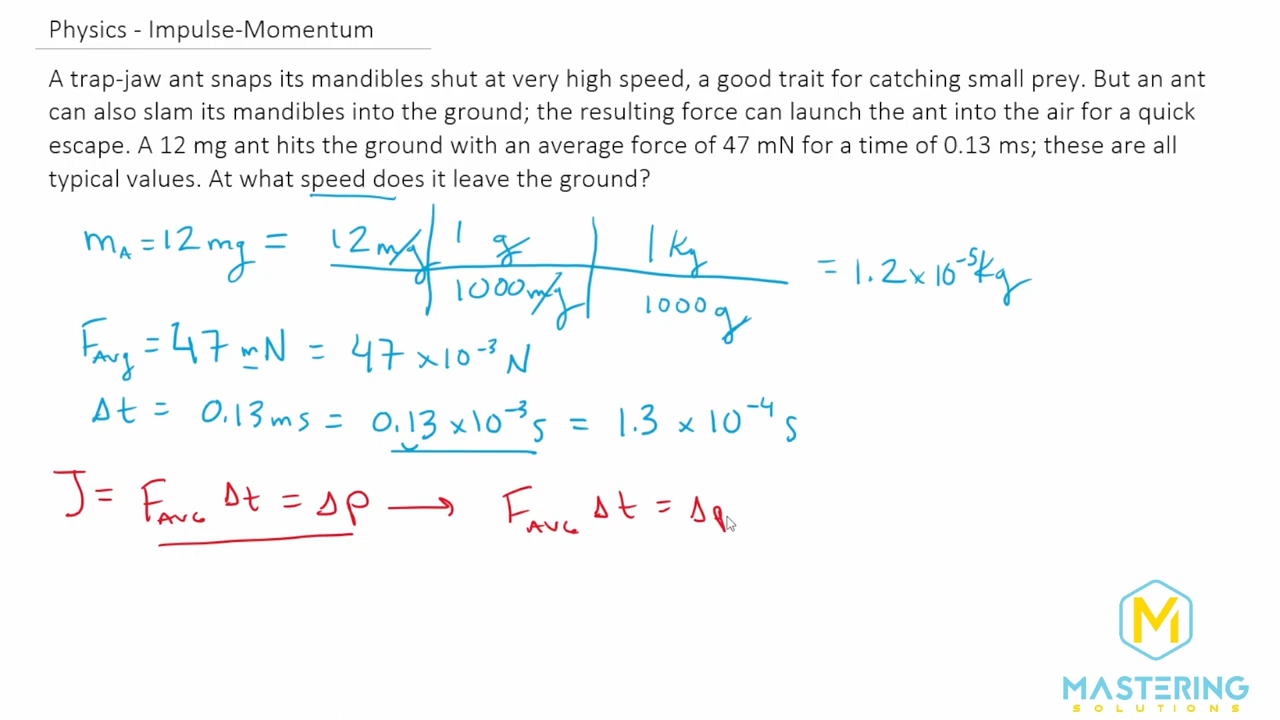 Physics - Impulse-Momentum
A trap-jaw ant snaps its mandibles shut at very high speed, a good trait for catching small prey. But an ant
can also slam its mandibles into the ground; the resulting force can launch the ant into the air for a quick
escape. A 12 mg ant hits the ground with an average force of 47 mN for a time of 0.13 ms; these are all
typical values. At what speed does it leave the ground?
m_A = 12 mg = 12 mg | 1 g / 1000 mg | 1 kg / 1000 g = 1.2 × 10⁻⁵ kg
F_Avg = 47 mN = 47 × 10⁻³ N
Δt = 0.13 ms = 0.13 × 10⁻³ s = 1.3 × 10⁻⁴ s
J = F_AVG Δt = Δp → F_AVG Δt = Δp
M
MASTERING
SOLUTIONS